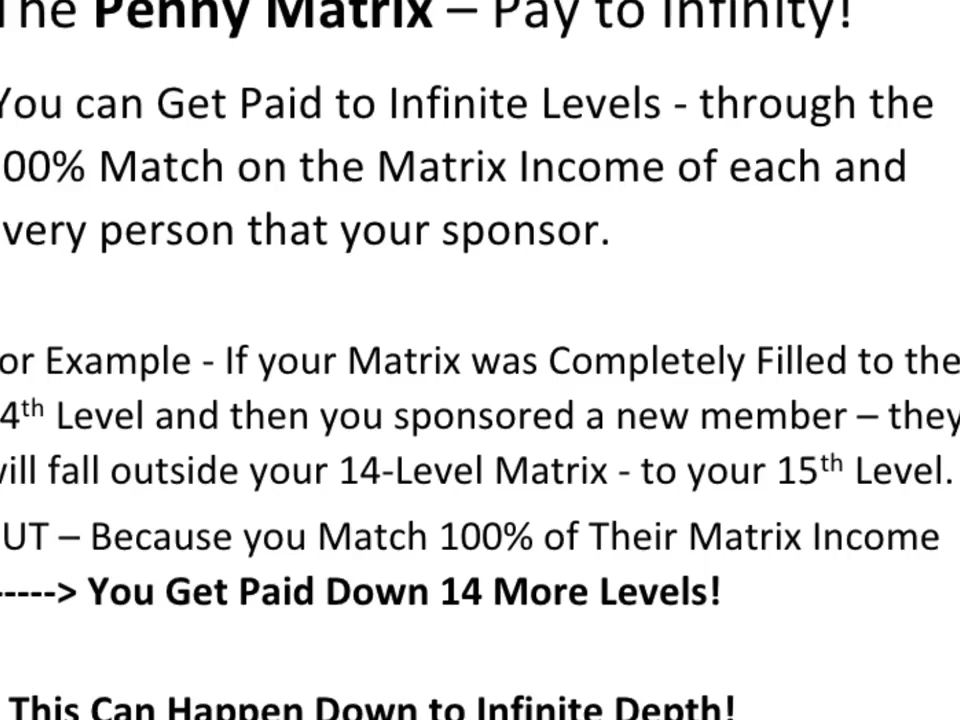 The Penny Matrix – Pay to Infinity!
You can Get Paid to Infinite Levels - through the
00% Match on the Matrix Income of each and
very person that your sponsor.
or Example - If your Matrix was Completely Filled to the
4th Level and then you sponsored a new member – they
will fall outside your 14-Level Matrix - to your 15th Level.
UT – Because you Match 100% of Their Matrix Income
-----> You Get Paid Down 14 More Levels!
This Can Happen Down to Infinite Depth!